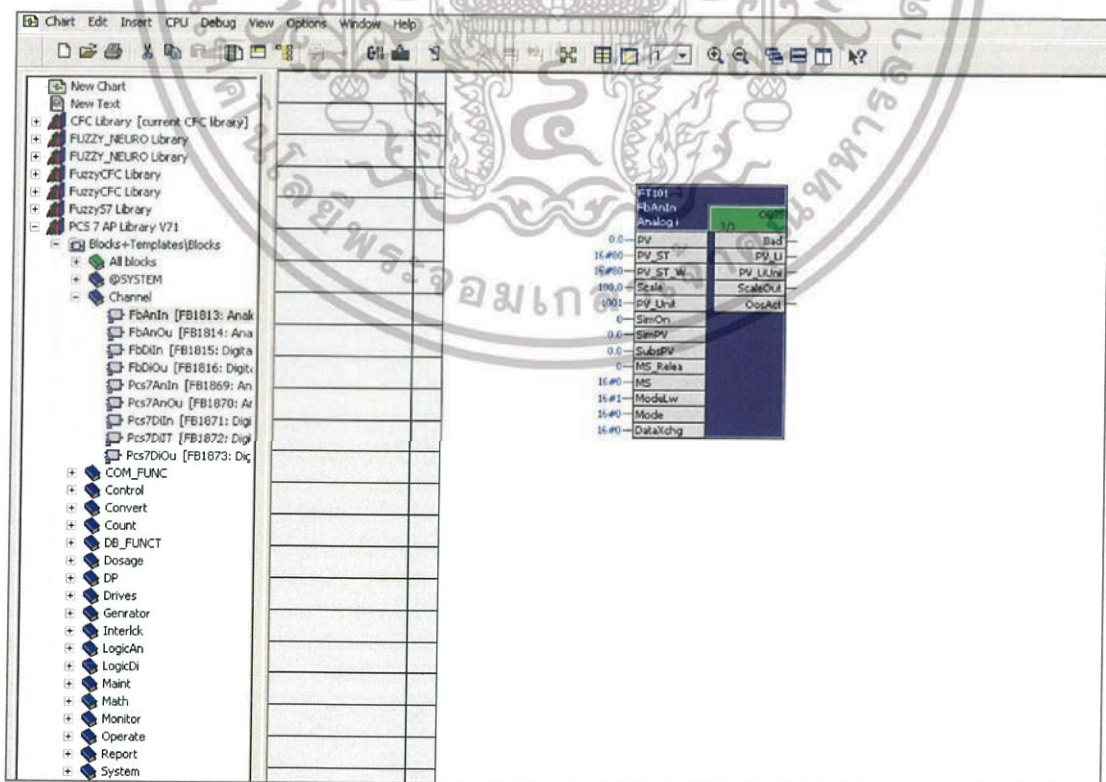 Chart Edit Insert CPU Debug View Options Window Help
New Chart
New Text
CFC Library [current CFC library]
FUZZY_NEURO Library
FUZZY_NEURO Library
FuzzyCFC Library
FuzzyCFC Library
FuzzyS7 Library
PCS 7 AP Library V71
Blocks+Templates\Blocks
All blocks
@SYSTEM
Channel
FbAnIn [FB1813: Anak
FbAnOu [FB1814: Ana
FbDiIn [FB1815: Digita
FbDiOu [FB1816: Digit
Pcs7AnIn [FB1869: An
Pcs7AnOu [FB1870: Ar
Pcs7DiIn [FB1871: Digi
Pcs7DiIT [FB1872: Digi
Pcs7DiOu [FB1873: Dig
COM_FUNC
Control
Convert
Count
DB_FUNCT
Dosage
DP
Drives
Genrator
Interlck
LogicAn
LogicDi
Maint
Math
Monitor
Operate
Report
System
FT101
FbAnIn
Analog i
OB35
0.0 PV Bad
16#80 PV_ST PV_Li
16#80 PV_ST_W PV_LiUni
100.0 Scale ScaleOut
1001 PV_Unit OosAct
0 SimOn
0.0 SimPV
0.0 SubsPV
0 MS_Relea
16#0 MS
16#1 ModeLw
16#0 Mode
16#0 DataXchg